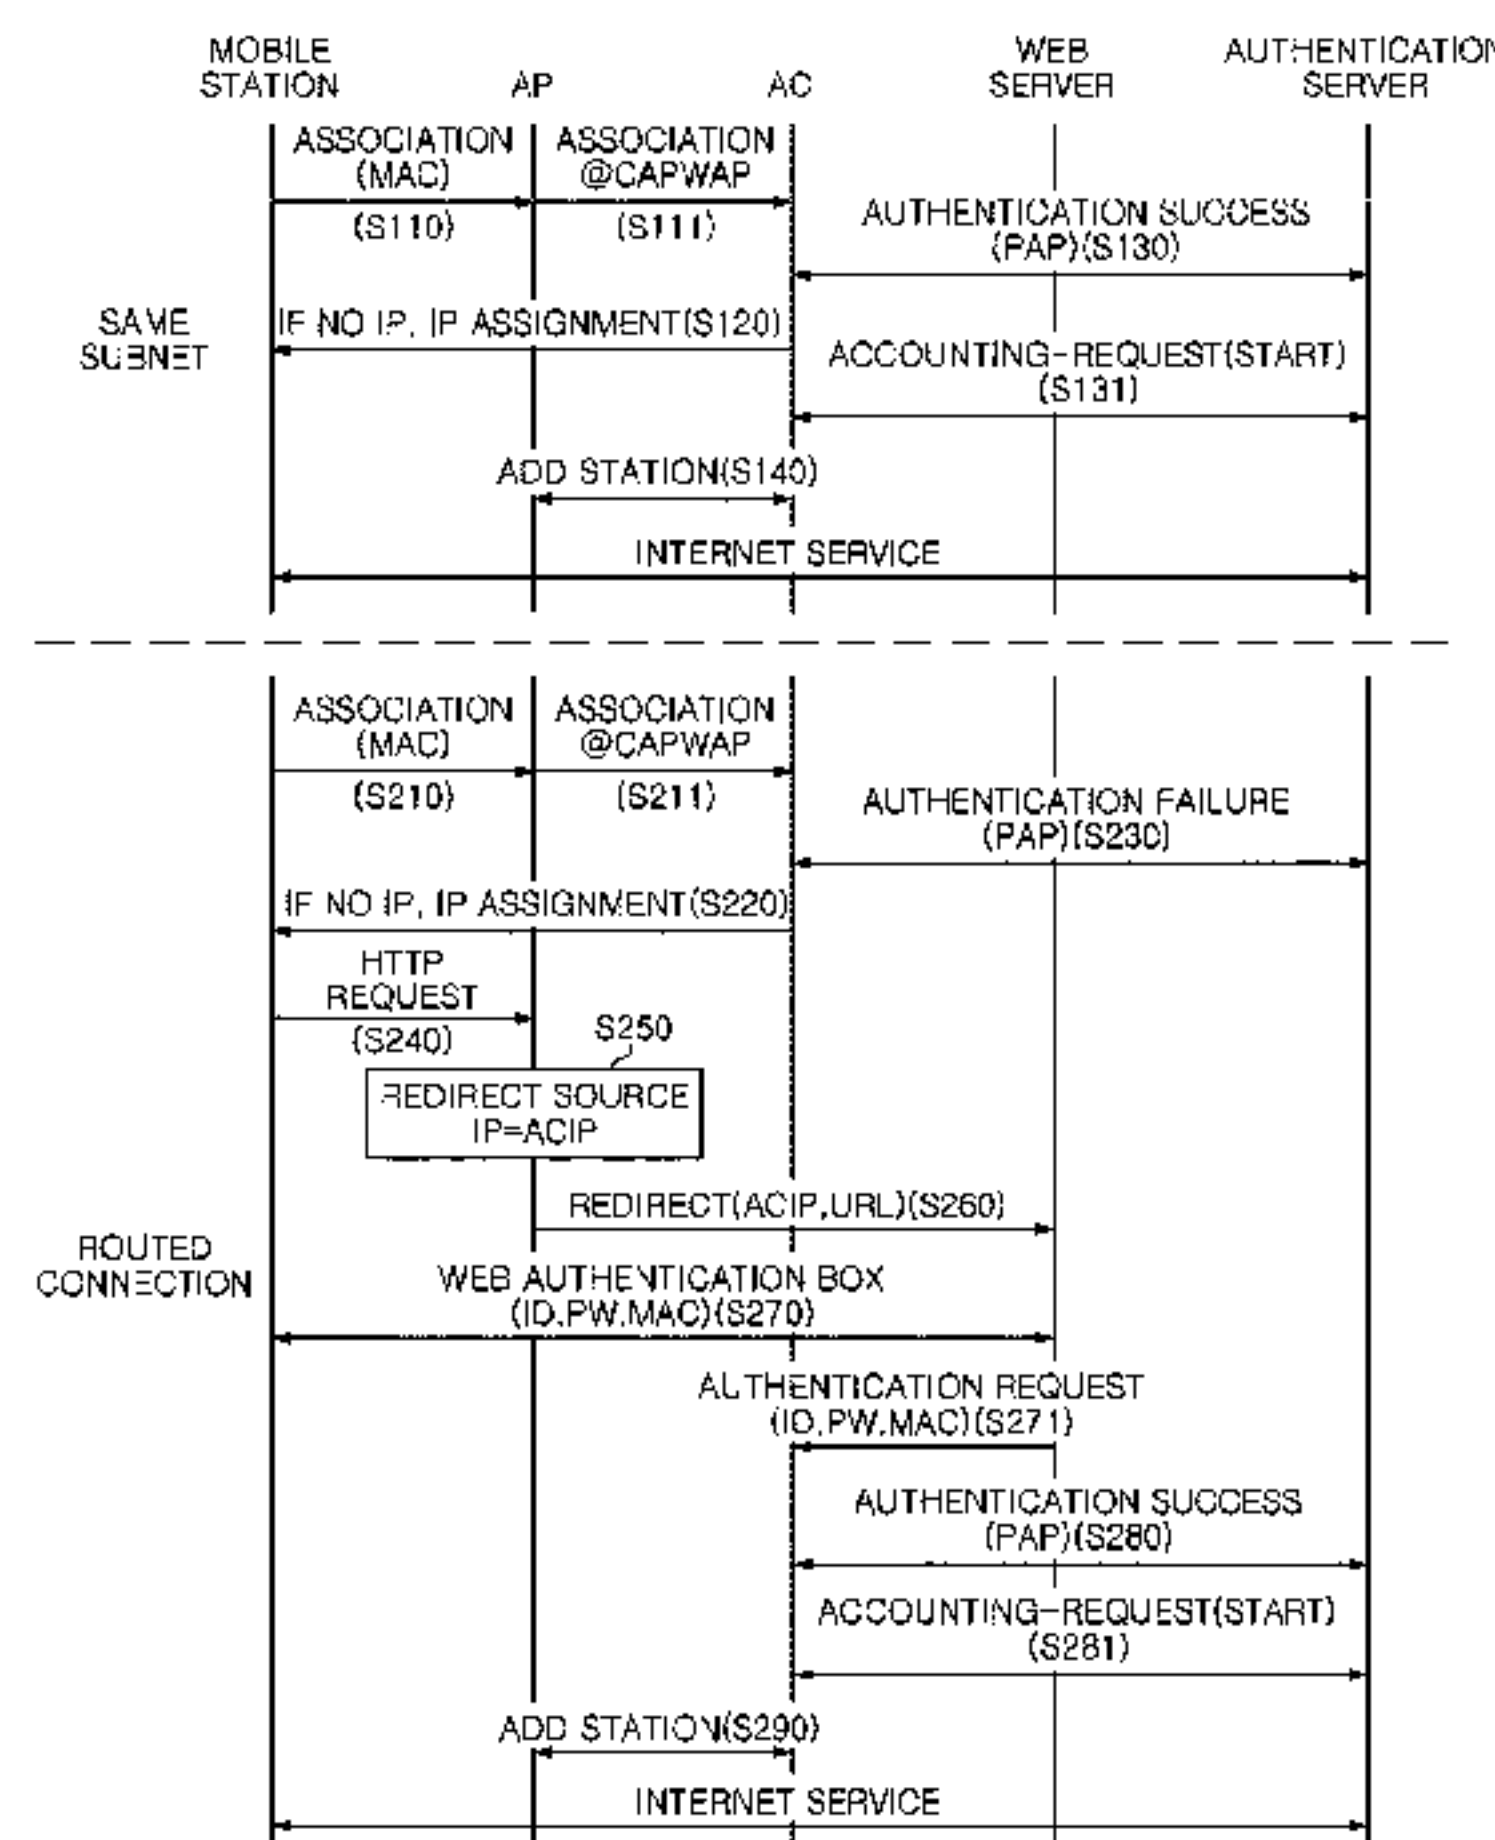 MOBILE
STATION
AP
AC
WEB
SERVER
AUTHENTICATION
SERVER
ASSOCIATION
(MAC)
(S110)
ASSOCIATION
@CAPWAP
(S111)
AUTHENTICATION SUCCESS
(PAP)(S130)
SAME
SUBNET
IF NO IP, IP ASSIGNMENT(S120)
ACCOUNTING-REQUEST(START)
(S131)
ADD STATION(S140)
INTERNET SERVICE
ASSOCIATION
(MAC)
(S210)
ASSOCIATION
@CAPWAP
(S211)
AUTHENTICATION FAILURE
(PAP)(S230)
IF NO IP, IP ASSIGNMENT(S220)
HTTP
REQUEST
(S240)
S250
REDIRECT SOURCE
IP=ACIP
REDIRECT(ACIP,URL)(S260)
ROUTED
CONNECTION
WEB AUTHENTICATION BOX
(ID,PW,MAC)(S270)
AUTHENTICATION REQUEST
(ID,PW,MAC)(S271)
AUTHENTICATION SUCCESS
(PAP)(S280)
ACCOUNTING-REQUEST(START)
(S281)
ADD STATION(S290)
INTERNET SERVICE